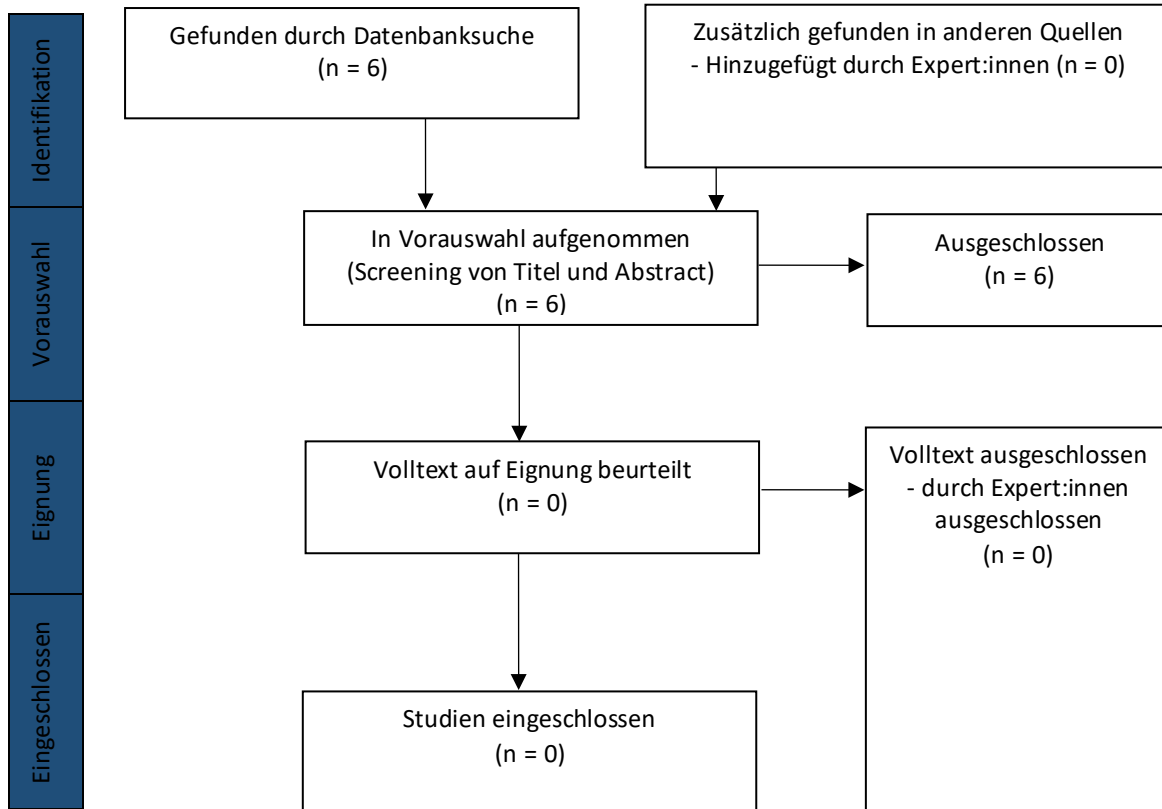 Identifikation
Gefunden durch Datenbanksuche
(n = 6)
Zusätzlich gefunden in anderen Quellen
- Hinzugefügt durch Expert:innen (n = 0)
Vorauswahl
In Vorauswahl aufgenommen
(Screening von Titel und Abstract)
(n = 6)
Ausgeschlossen
(n = 6)
Eignung
Volltext auf Eignung beurteilt
(n = 0)
Volltext ausgeschlossen
- durch Expert:innen
ausgeschlossen
(n = 0)
Eingeschlossen
Studien eingeschlossen
(n = 0)